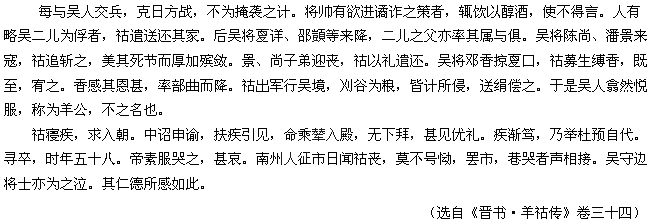 每与吴人交兵，克日方战，不为掩袭之计。将帅有欲进谲诈之策者，辄饮以醇酒，使不得言。人有
略吴二儿为俘者，祜遣送还其家。后吴将夏详、邵顗等来降，二儿之父亦率其属与俱。吴将陈尚、潘景来
寇，祜追斩之，美其死节而厚加殡敛。景、尚子弟迎丧，祜以礼遣还。吴将邓香掠夏口，祜募生缚香，既
至，宥之。香感其恩甚，率部曲而降。祜出军行吴境，刈谷为粮，皆计所侵，送绢偿之。于是吴人翕然悦
服，称为羊公，不之名也。
祜寝疾，求入朝。中诏申谕，扶疾引见，命乘辇入殿，无下拜，甚见优礼。疾渐笃，乃举杜预自代。
寻卒，时年五十八。帝素服哭之，甚哀。南州人征市日闻祜丧，莫不号恸，罢市，巷哭者声相接。吴守边
将士亦为之泣。其仁德所感如此。
（选自《晋书·羊祜传》卷三十四）